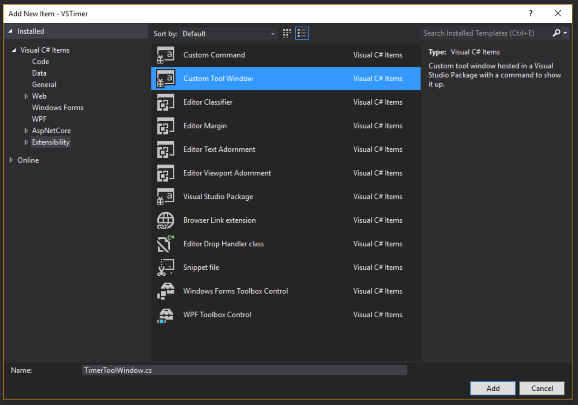 Add New Item - VSTimer
Installed
Sort by: Default
Search Installed Templates (Ctrl+E)
Visual C# Items
Code
Data
General
Web
Windows Forms
WPF
AspNetCore
Extensibility
Online
Custom Command Visual C# Items
Custom Tool Window Visual C# Items
Editor Classifier Visual C# Items
Editor Margin Visual C# Items
Editor Text Adornment Visual C# Items
Editor Viewport Adornment Visual C# Items
Visual Studio Package Visual C# Items
Browser Link extension Visual C# Items
Editor Drop Handler class Visual C# Items
Snippet file Visual C# Items
Windows Forms Toolbox Control Visual C# Items
WPF Toolbox Control Visual C# Items
Type: Visual C# Items
Custom tool window hosted in a Visual
Studio Package with a command to show
it up.
Name: TimerToolWindow.cs
Add Cancel